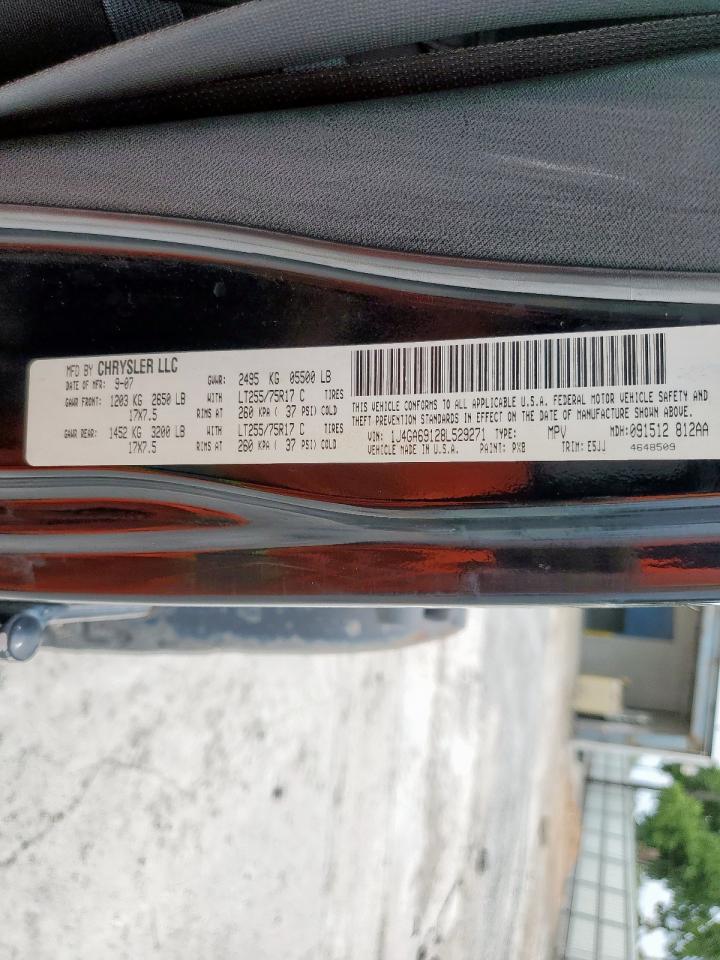 MFD BY CHRYSLER LLC
DATE OF MFR: 9-07 GVWR: 2495 KG 05500 LB
GAWR FRONT: 1203 KG 2650 LB WITH LT255/75R17 C TIRES
17X7.5 RIMS AT 260 KPA ( 37 PSI) COLD
GAWR REAR: 1452 KG 3200 LB WITH LT255/75R17 C TIRES
17X7.5 RIMS AT 260 KPA ( 37 PSI) COLD
THIS VEHICLE CONFORMS TO ALL APPLICABLE U.S.A. FEDERAL MOTOR VEHICLE SAFETY AND
THEFT PREVENTION STANDARDS IN EFFECT ON THE DATE OF MANUFACTURE SHOWN ABOVE.
VIN: 1J4GA69128L529271 TYPE: MPV MDH: 091512 812AA
VEHICLE MADE IN U.S.A. PAINT: PX8 TRIM: E5JJ 4648509